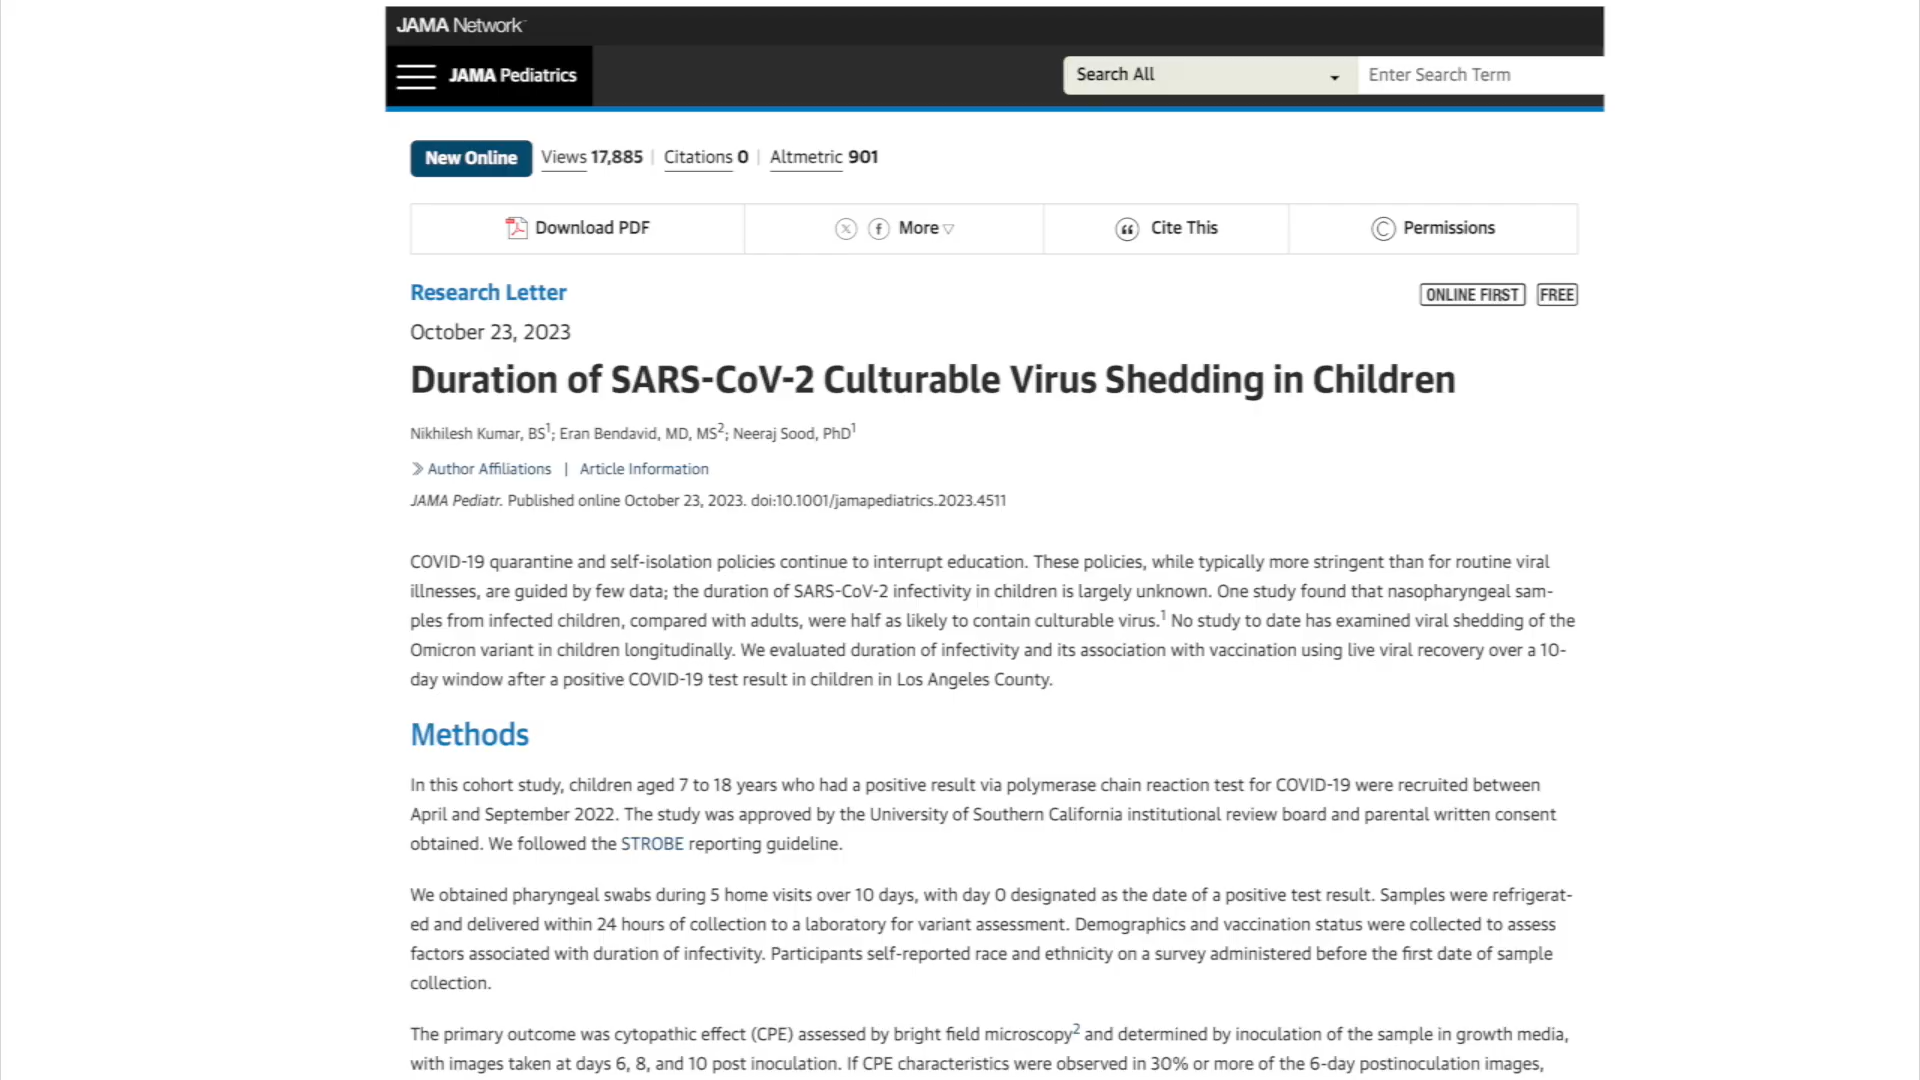 JAMA Network
JAMA Pediatrics
Search All
Enter Search Term
New Online Views 17,885 | Citations 0 | Altmetric 901
Download PDF
More
Cite This
Permissions
Research Letter
ONLINE FIRST FREE
October 23, 2023
Duration of SARS-CoV-2 Culturable Virus Shedding in Children
Nikhilesh Kumar, BS1; Eran Bendavid, MD, MS2; Neeraj Sood, PhD1
Author Affiliations | Article Information
JAMA Pediatr. Published online October 23, 2023. doi:10.1001/jamapediatrics.2023.4511
COVID-19 quarantine and self-isolation policies continue to interrupt education. These policies, while typically more stringent than for routine viral
illnesses, are guided by few data; the duration of SARS-CoV-2 infectivity in children is largely unknown. One study found that nasopharyngeal sam-
ples from infected children, compared with adults, were half as likely to contain culturable virus.1 No study to date has examined viral shedding of the
Omicron variant in children longitudinally. We evaluated duration of infectivity and its association with vaccination using live viral recovery over a 10-
day window after a positive COVID-19 test result in children in Los Angeles County.
Methods
In this cohort study, children aged 7 to 18 years who had a positive result via polymerase chain reaction test for COVID-19 were recruited between
April and September 2022. The study was approved by the University of Southern California institutional review board and parental written consent
obtained. We followed the STROBE reporting guideline.
We obtained pharyngeal swabs during 5 home visits over 10 days, with day 0 designated as the date of a positive test result. Samples were refrigerat-
ed and delivered within 24 hours of collection to a laboratory for variant assessment. Demographics and vaccination status were collected to assess
factors associated with duration of infectivity. Participants self-reported race and ethnicity on a survey administered before the first date of sample
collection.
The primary outcome was cytopathic effect (CPE) assessed by bright field microscopy2 and determined by inoculation of the sample in growth media,
with images taken at days 6, 8, and 10 post inoculation. If CPE characteristics were observed in 30% or more of the 6-day postinoculation images,